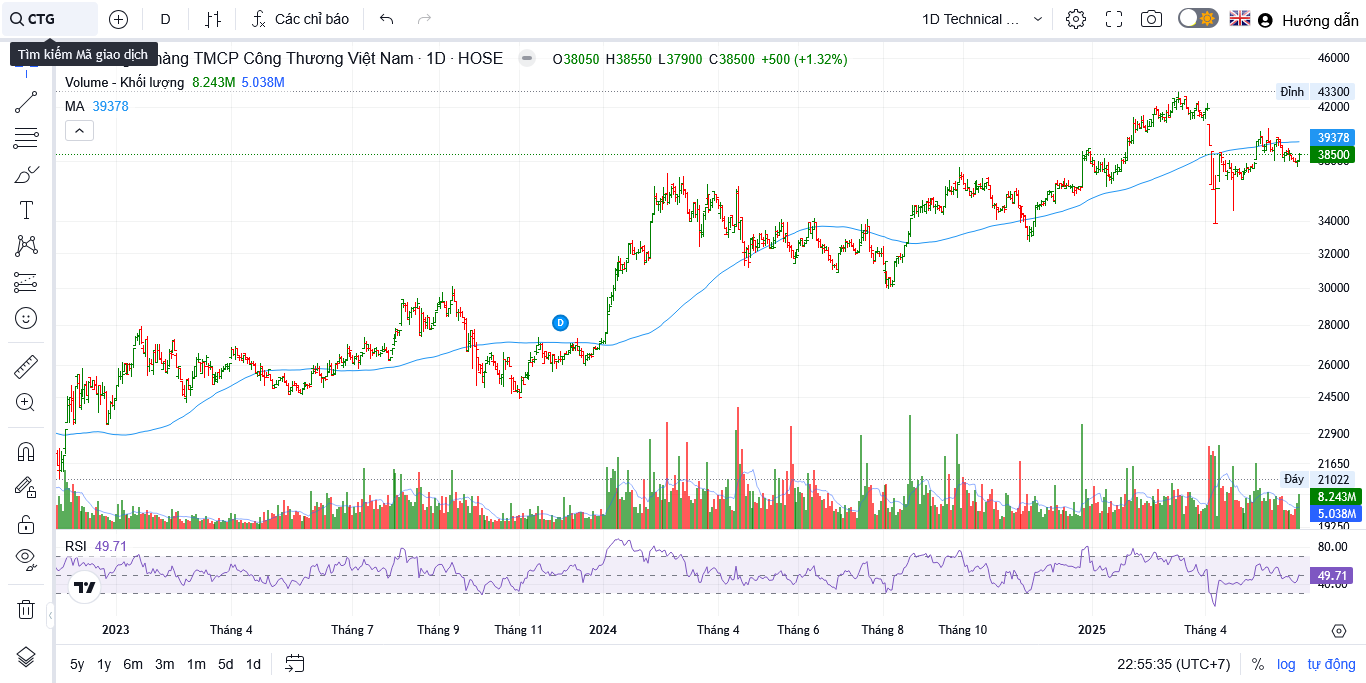 CTG
D
Các chỉ báo
1D Technical ...
Hướng dẫn
Tìm kiếm Mã giao dịch
hàng TMCP Công Thương Việt Nam · 1D · HOSE
O38050 H38550 L37900 C38500 +500 (+1.32%)
Volume - Khối lượng 8.243M 5.038M
MA 39378
46000
Đỉnh 43300
42000
39378
38500
34000
32000
30000
28000
26000
24500
22900
21650
Đáy 21022
8.243M
5.038M
19250
D
RSI 49.71
80.00
49.71
40.00
2023
Tháng 4
Tháng 7
Tháng 9
Tháng 11
2024
Tháng 4
Tháng 6
Tháng 8
Tháng 10
2025
Tháng 4
5y 1y 6m 3m 1m 5d 1d
22:55:35 (UTC+7)
% log tự động